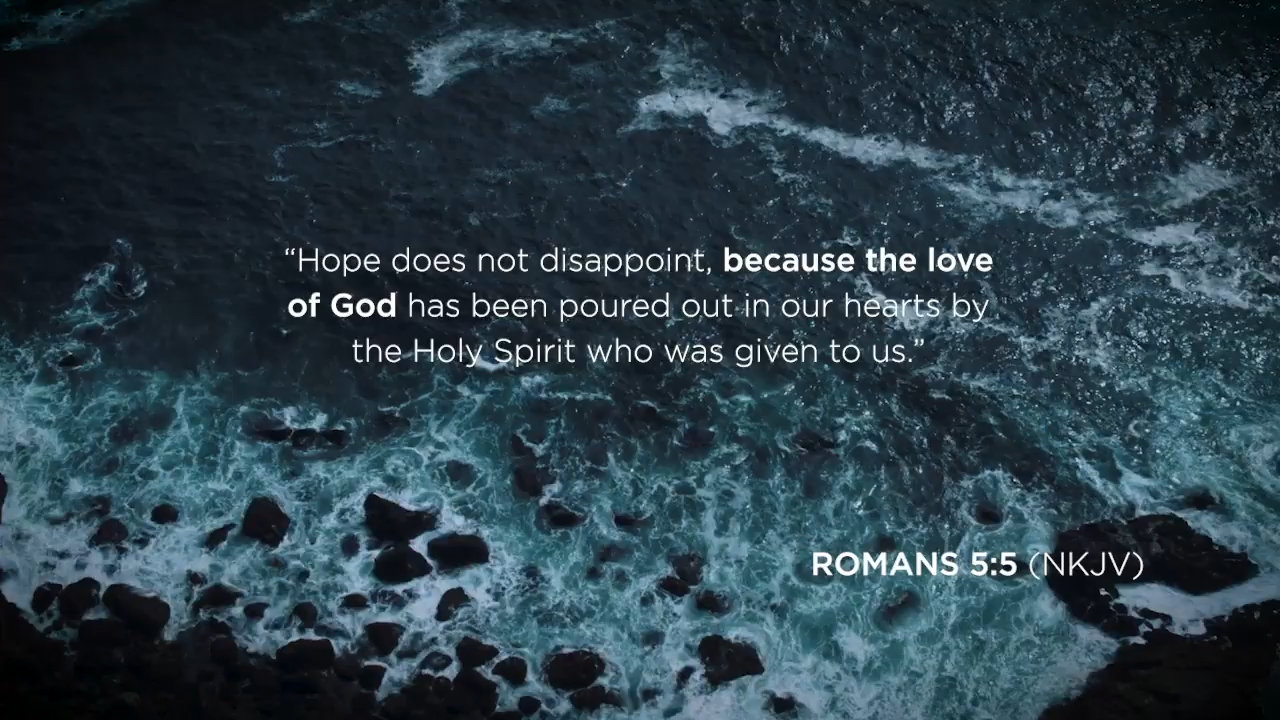 “Hope does not disappoint, because the love
of God has been poured out in our hearts by
the Holy Spirit who was given to us.”
ROMANS 5:5 (NKJV)